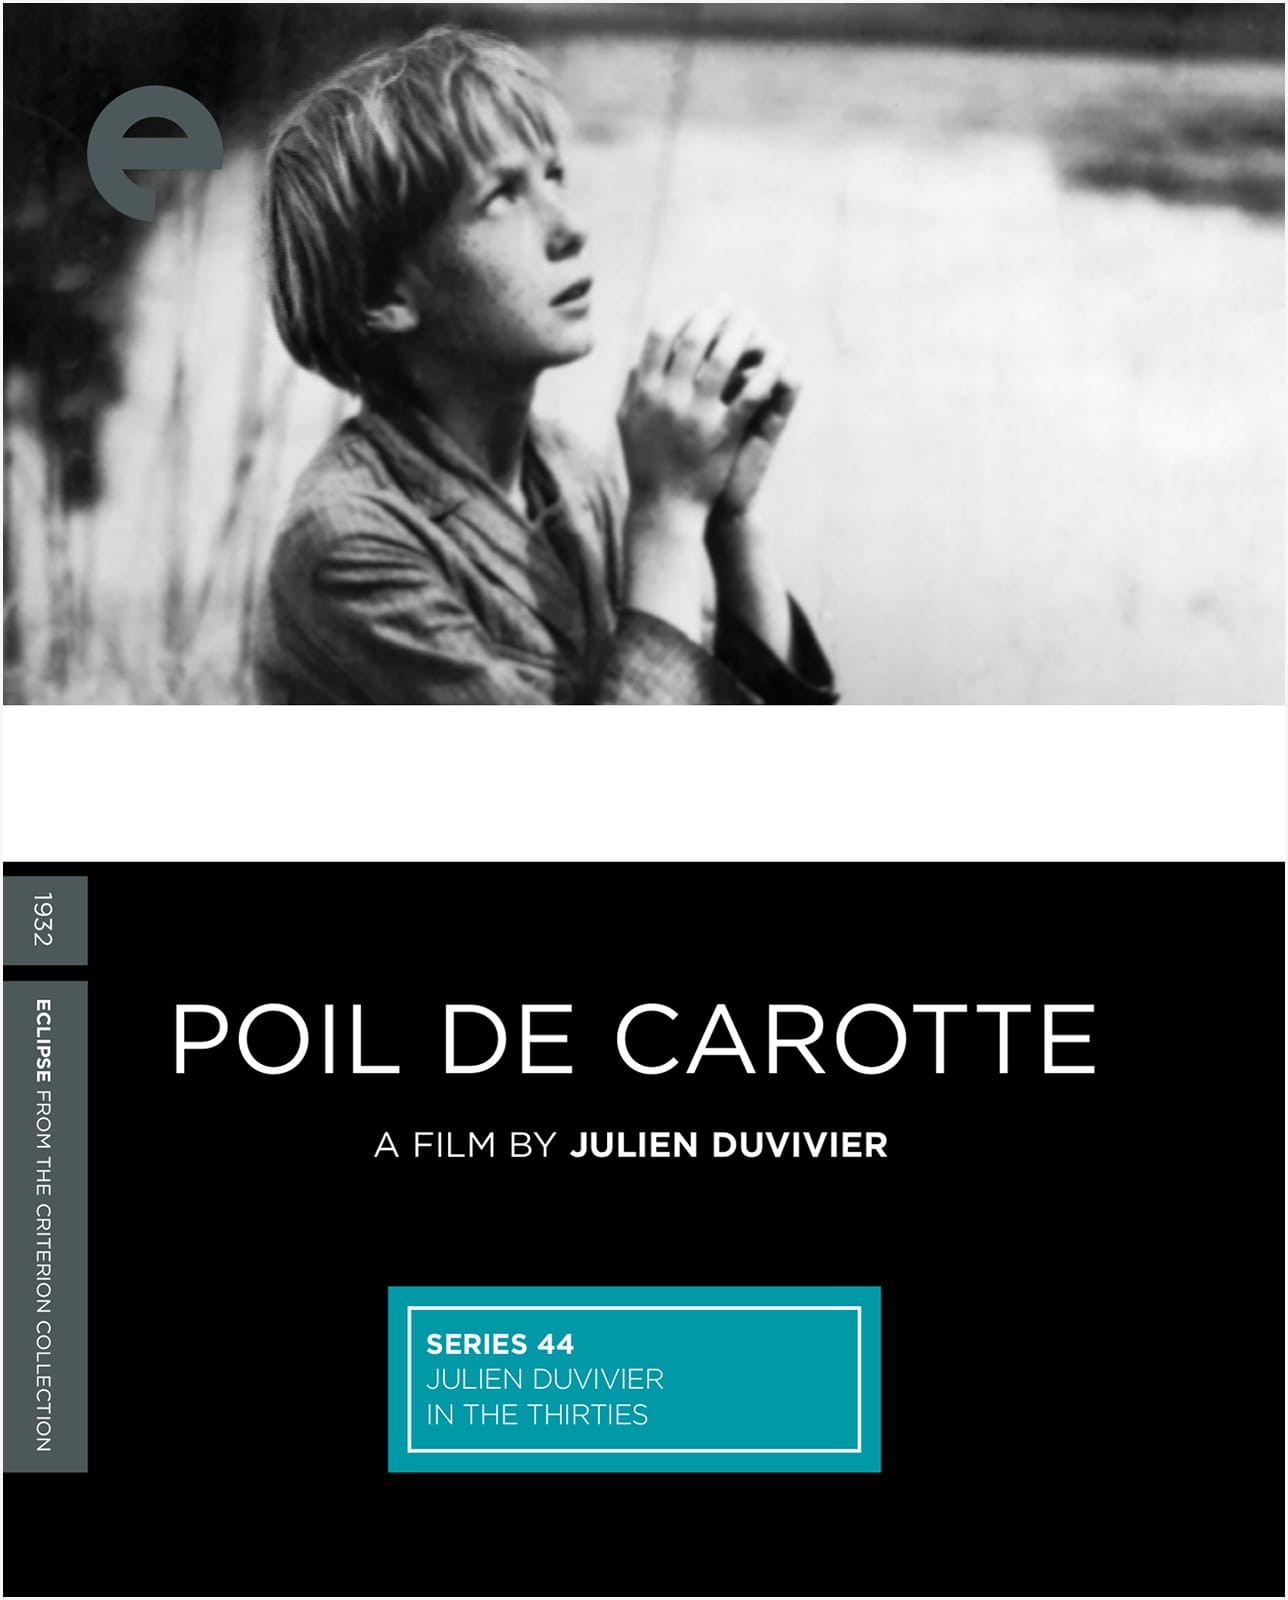 e
1932
ECLIPSE FROM THE CRITERION COLLECTION
POIL DE CAROTTE
A FILM BY JULIEN DUVIVIER
SERIES 44
JULIEN DUVIVIER
IN THE THIRTIES